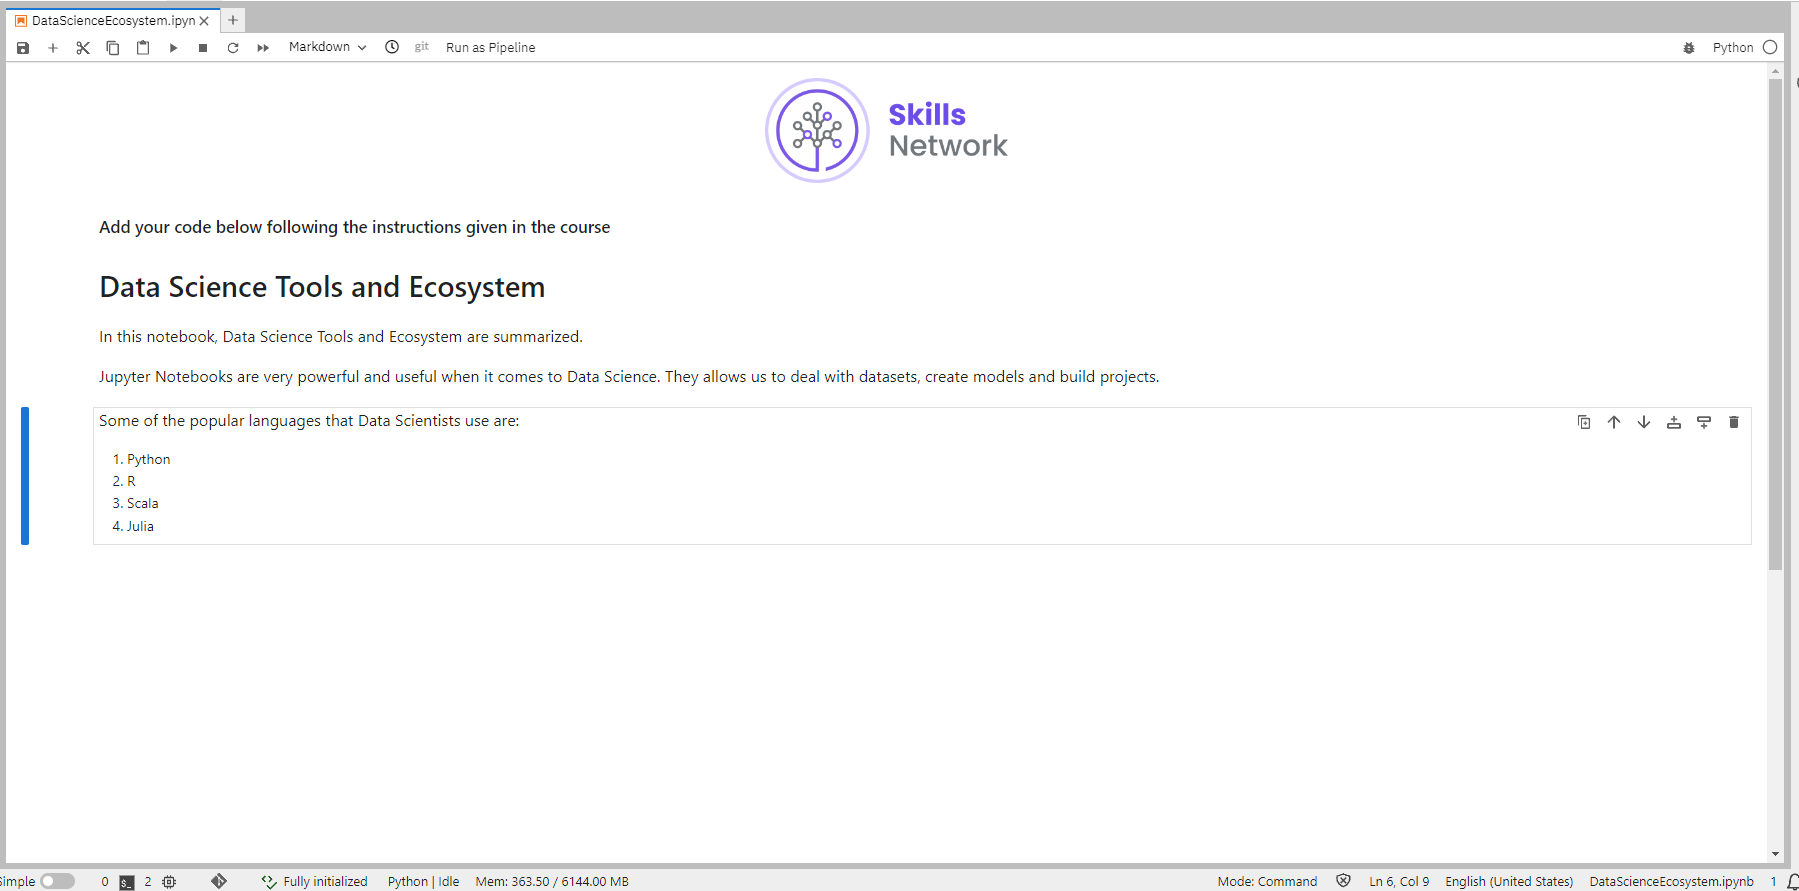 DataScienceEcosystem.ipyn
Markdown
git
Run as Pipeline
Python
Skills
Network
Add your code below following the instructions given in the course
Data Science Tools and Ecosystem
In this notebook, Data Science Tools and Ecosystem are summarized.
Jupyter Notebooks are very powerful and useful when it comes to Data Science. They allows us to deal with datasets, create models and build projects.
Some of the popular languages that Data Scientists use are:
1. Python
2. R
3. Scala
4. Julia
Simple 0 2 Fully initialized Python | Idle Mem: 363.50 / 6144.00 MB Mode: Command Ln 6, Col 9 English (United States) DataScienceEcosystem.ipynb 1